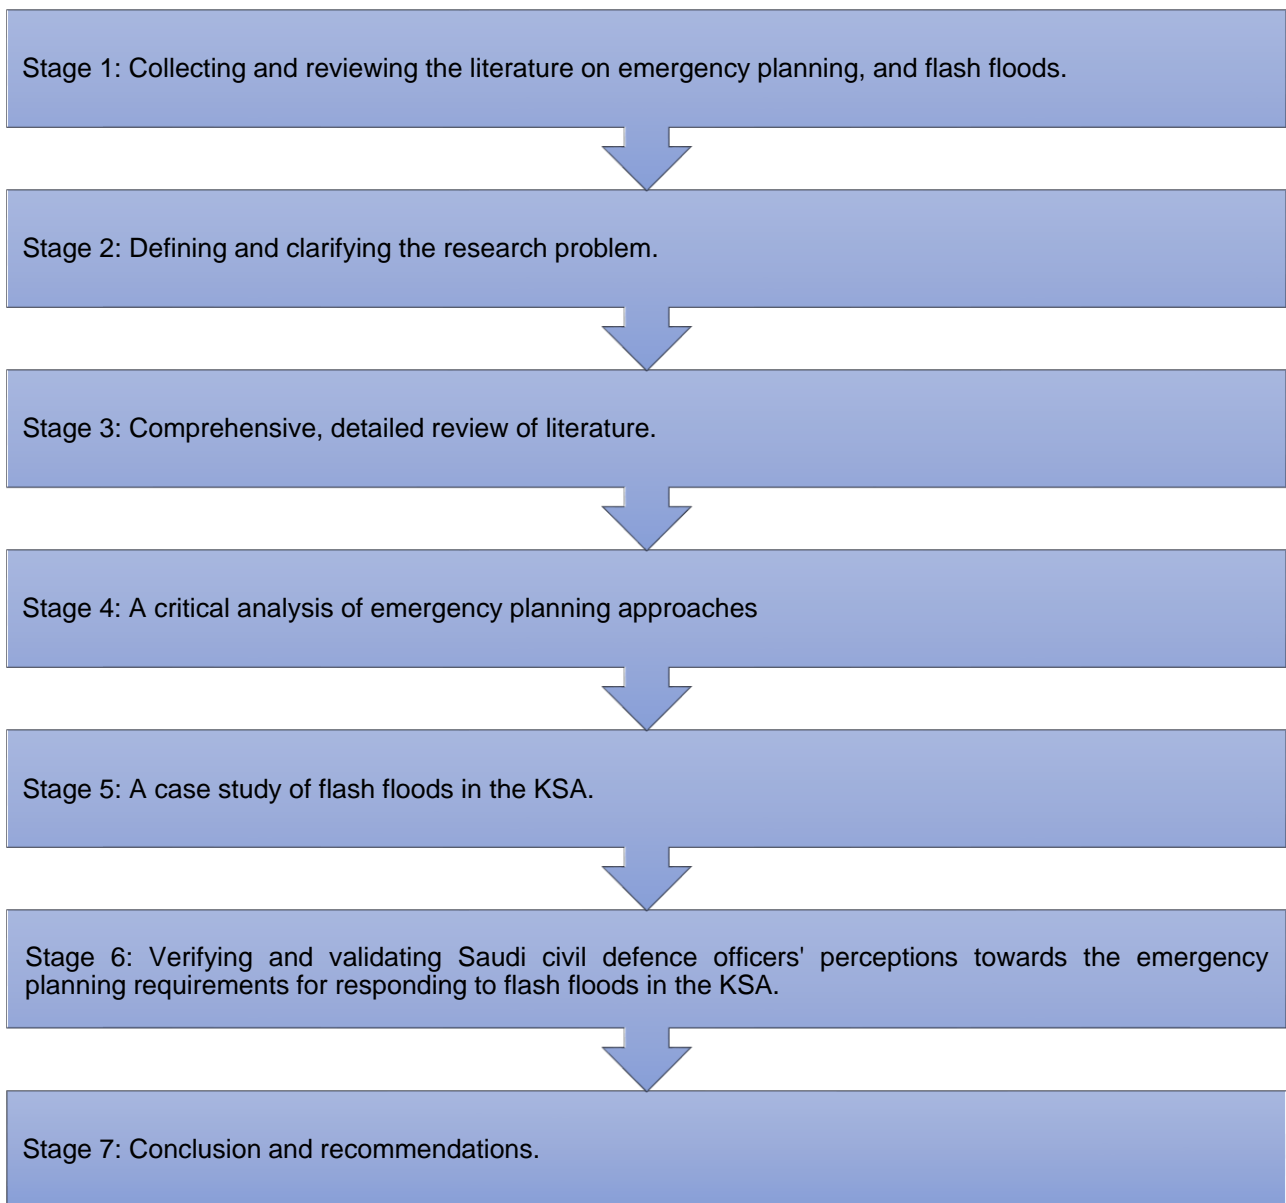 Stage 1: Collecting and reviewing the literature on emergency planning, and flash floods.
Stage 2: Defining and clarifying the research problem.
Stage 3: Comprehensive, detailed review of literature.
Stage 4: A critical analysis of emergency planning approaches
Stage 5: A case study of flash floods in the KSA.
Stage 6: Verifying and validating Saudi civil defence officers' perceptions towards the emergency
planning requirements for responding to flash floods in the KSA.
Stage 7: Conclusion and recommendations.